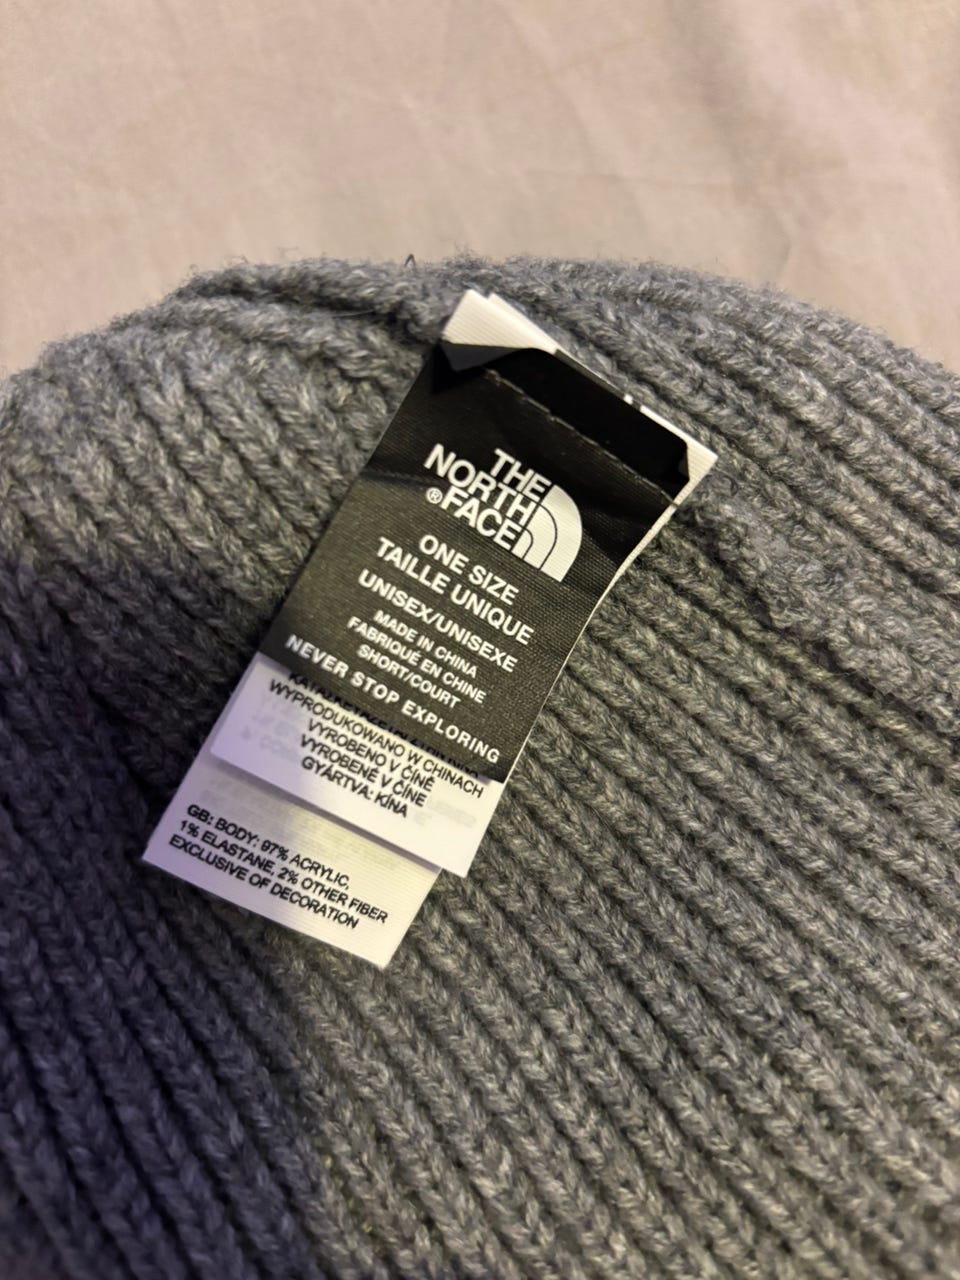 THE
NORTH
®FACE
ONE SIZE
TAILLE UNIQUE
UNISEX/UNISEXE
MADE IN CHINA
FABRIQUÉ EN CHINE
SHORT/COURT
NEVER STOP EXPLORING
WYPRODUKOWANO W CHINACH
VYROBENO V ČÍNĚ
VYROBENÉ V ČÍNE
GYÁRTVA: KÍNA
GB: BODY: 97% ACRYLIC,
1% ELASTANE, 2% OTHER FIBER
EXCLUSIVE OF DECORATION